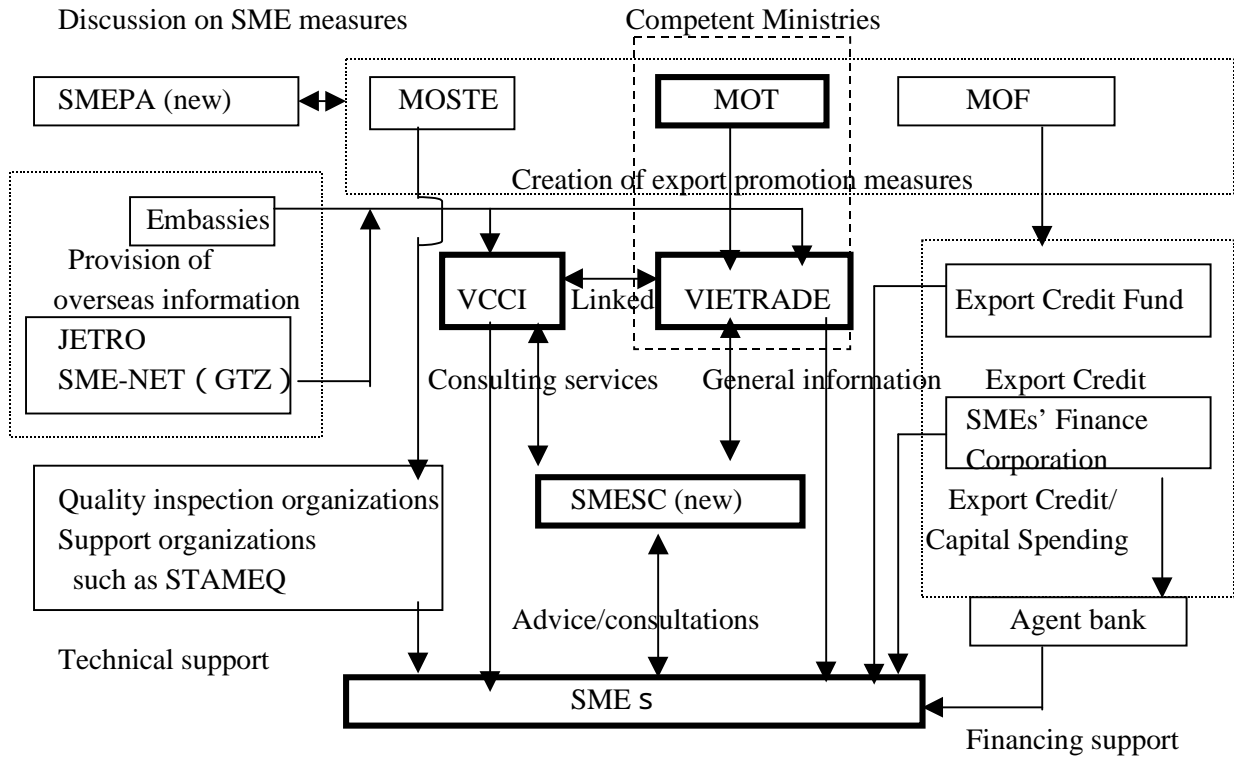 Discussion on SME measures
Competent Ministries
SMEPA (new)
MOSTE
MOT
MOF
Creation of export promotion measures
Embassies
Provision of
overseas information
JETRO
SME-NET（GTZ）
VCCI
Linked
VIETRADE
Export Credit Fund
Consulting services
General information
Export Credit
SMEs’ Finance
Corporation
Quality inspection organizations
Support organizations
such as STAMEQ
SMESC (new)
Export Credit/
Capital Spending
Advice/consultations
Agent bank
Technical support
SMEｓ
Financing support